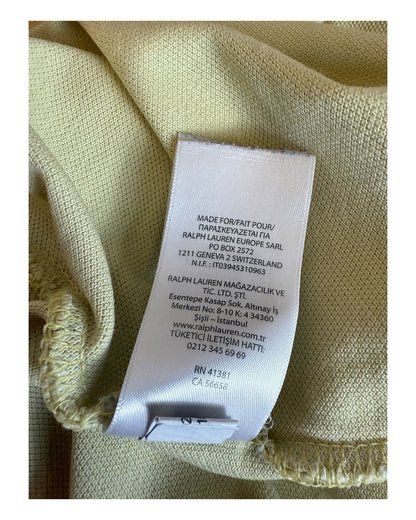 MADE FOR/FAIT POUR/
ΠΑΡΑΣΚΕΥΑΖΕΤΑΙ ΓΙΑ
RALPH LAUREN EUROPE SARL
PO BOX 2572
1211 GENEVA 2 SWITZERLAND
N.I.F. : IT03945310963
RALPH LAUREN MAĞAZACILIK VE
TİC. LTD. ŞTİ.
Esentepe Kasap Sok. Altınay İş
Merkezi No: 8-10 K: 4 34360
Şişli – İstanbul
www.ralphlauren.com.tr
TÜKETİCİ İLETİŞİM HATTI:
0212 345 69 69
RN 41381
CA 56658